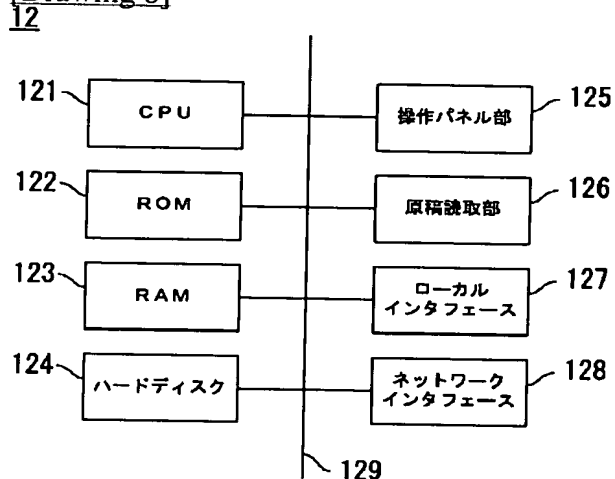 12
121
CPU
125
操作パネル部
122
ROM
126
原稿読取部
123
RAM
127
ローカル
インタフェース
124
ハードディスク
128
ネットワーク
インタフェース
129